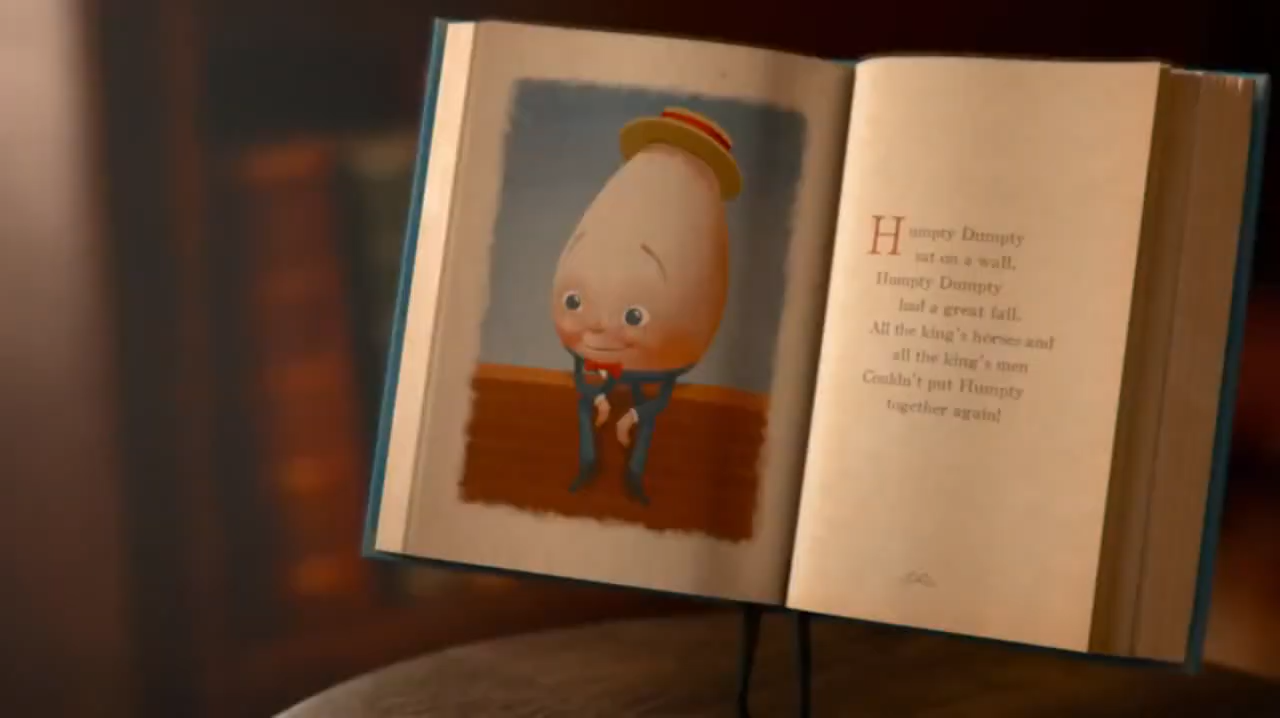 Humpty Dumpty
sat on a wall,
Humpty Dumpty
had a great fall.
All the king's horses and
all the king's men
Couldn't put Humpty
together again!